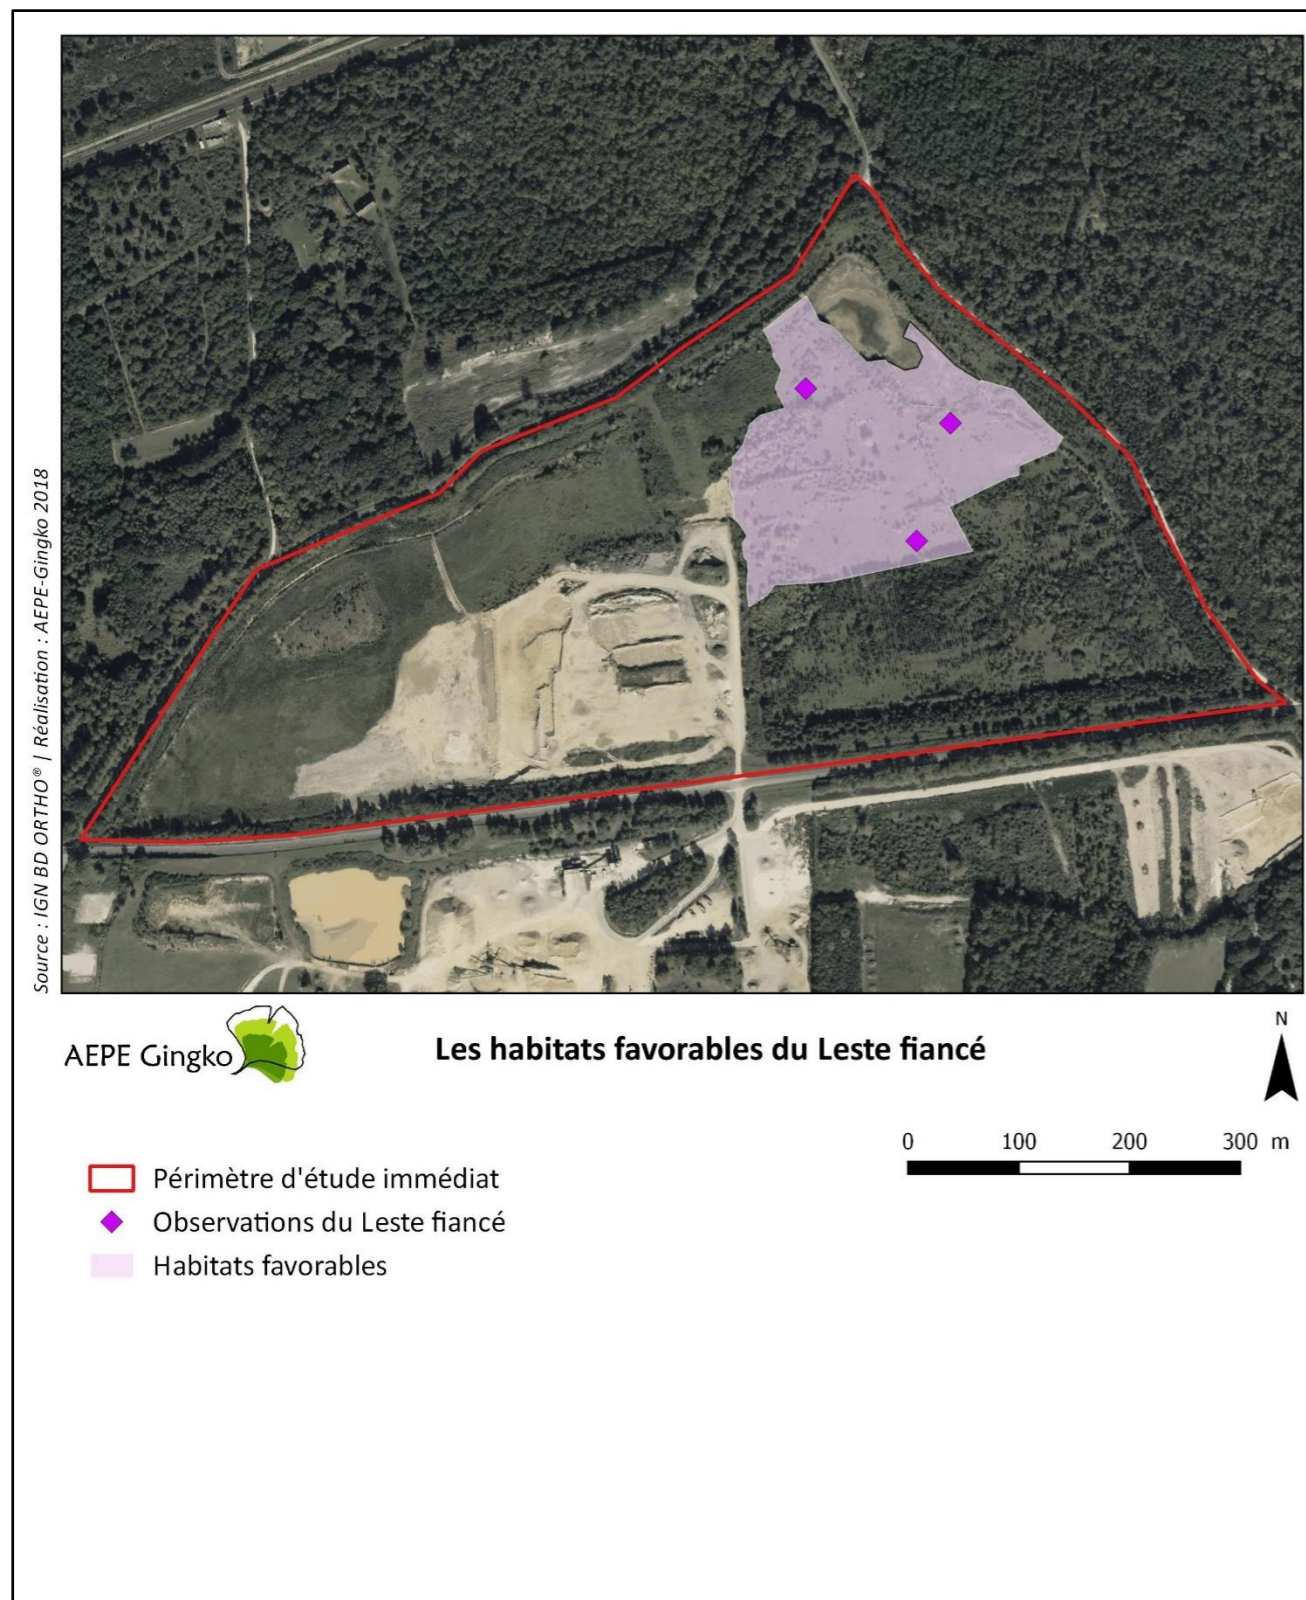 Source : IGN BD ORTHO® | Réalisation : AEPE-Gingko 2018
AEPE Gingko
Les habitats favorables du Leste fiancé
N
0 100 200 300 m
Périmètre d'étude immédiat
Observations du Leste fiancé
Habitats favorables